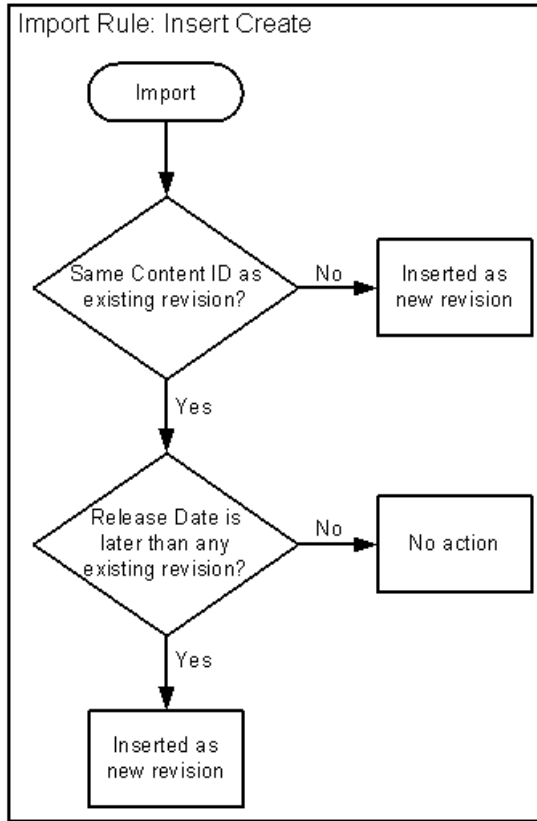 Import Rule: Insert Create
Import
Same Content ID as
existing revision?
No
Inserted as
new revision
Yes
Release Date is
later than any
existing revision?
No
No action
Yes
Inserted as
new revision